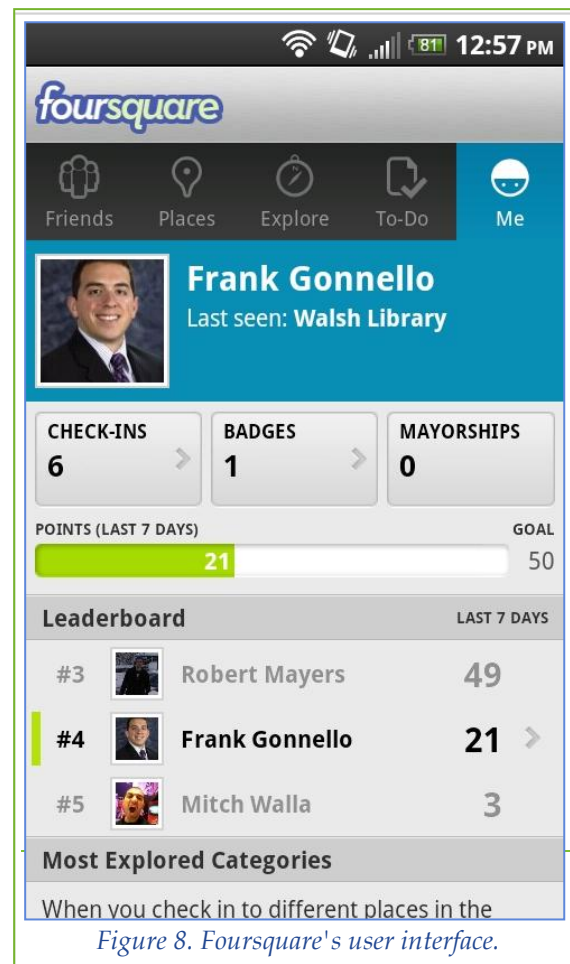 81 12:57 PM
foursquare
Friends Places Explore To-Do Me
Frank Gonnello
Last seen: Walsh Library
CHECK-INS BADGES MAYORSHIPS
6 1 0
POINTS (LAST 7 DAYS) GOAL
21 50
Leaderboard LAST 7 DAYS
#3 Robert Mayers 49
#4 Frank Gonnello 21
#5 Mitch Walla 3
Most Explored Categories
When you check in to different places in the
Figure 8. Foursquare's user interface.